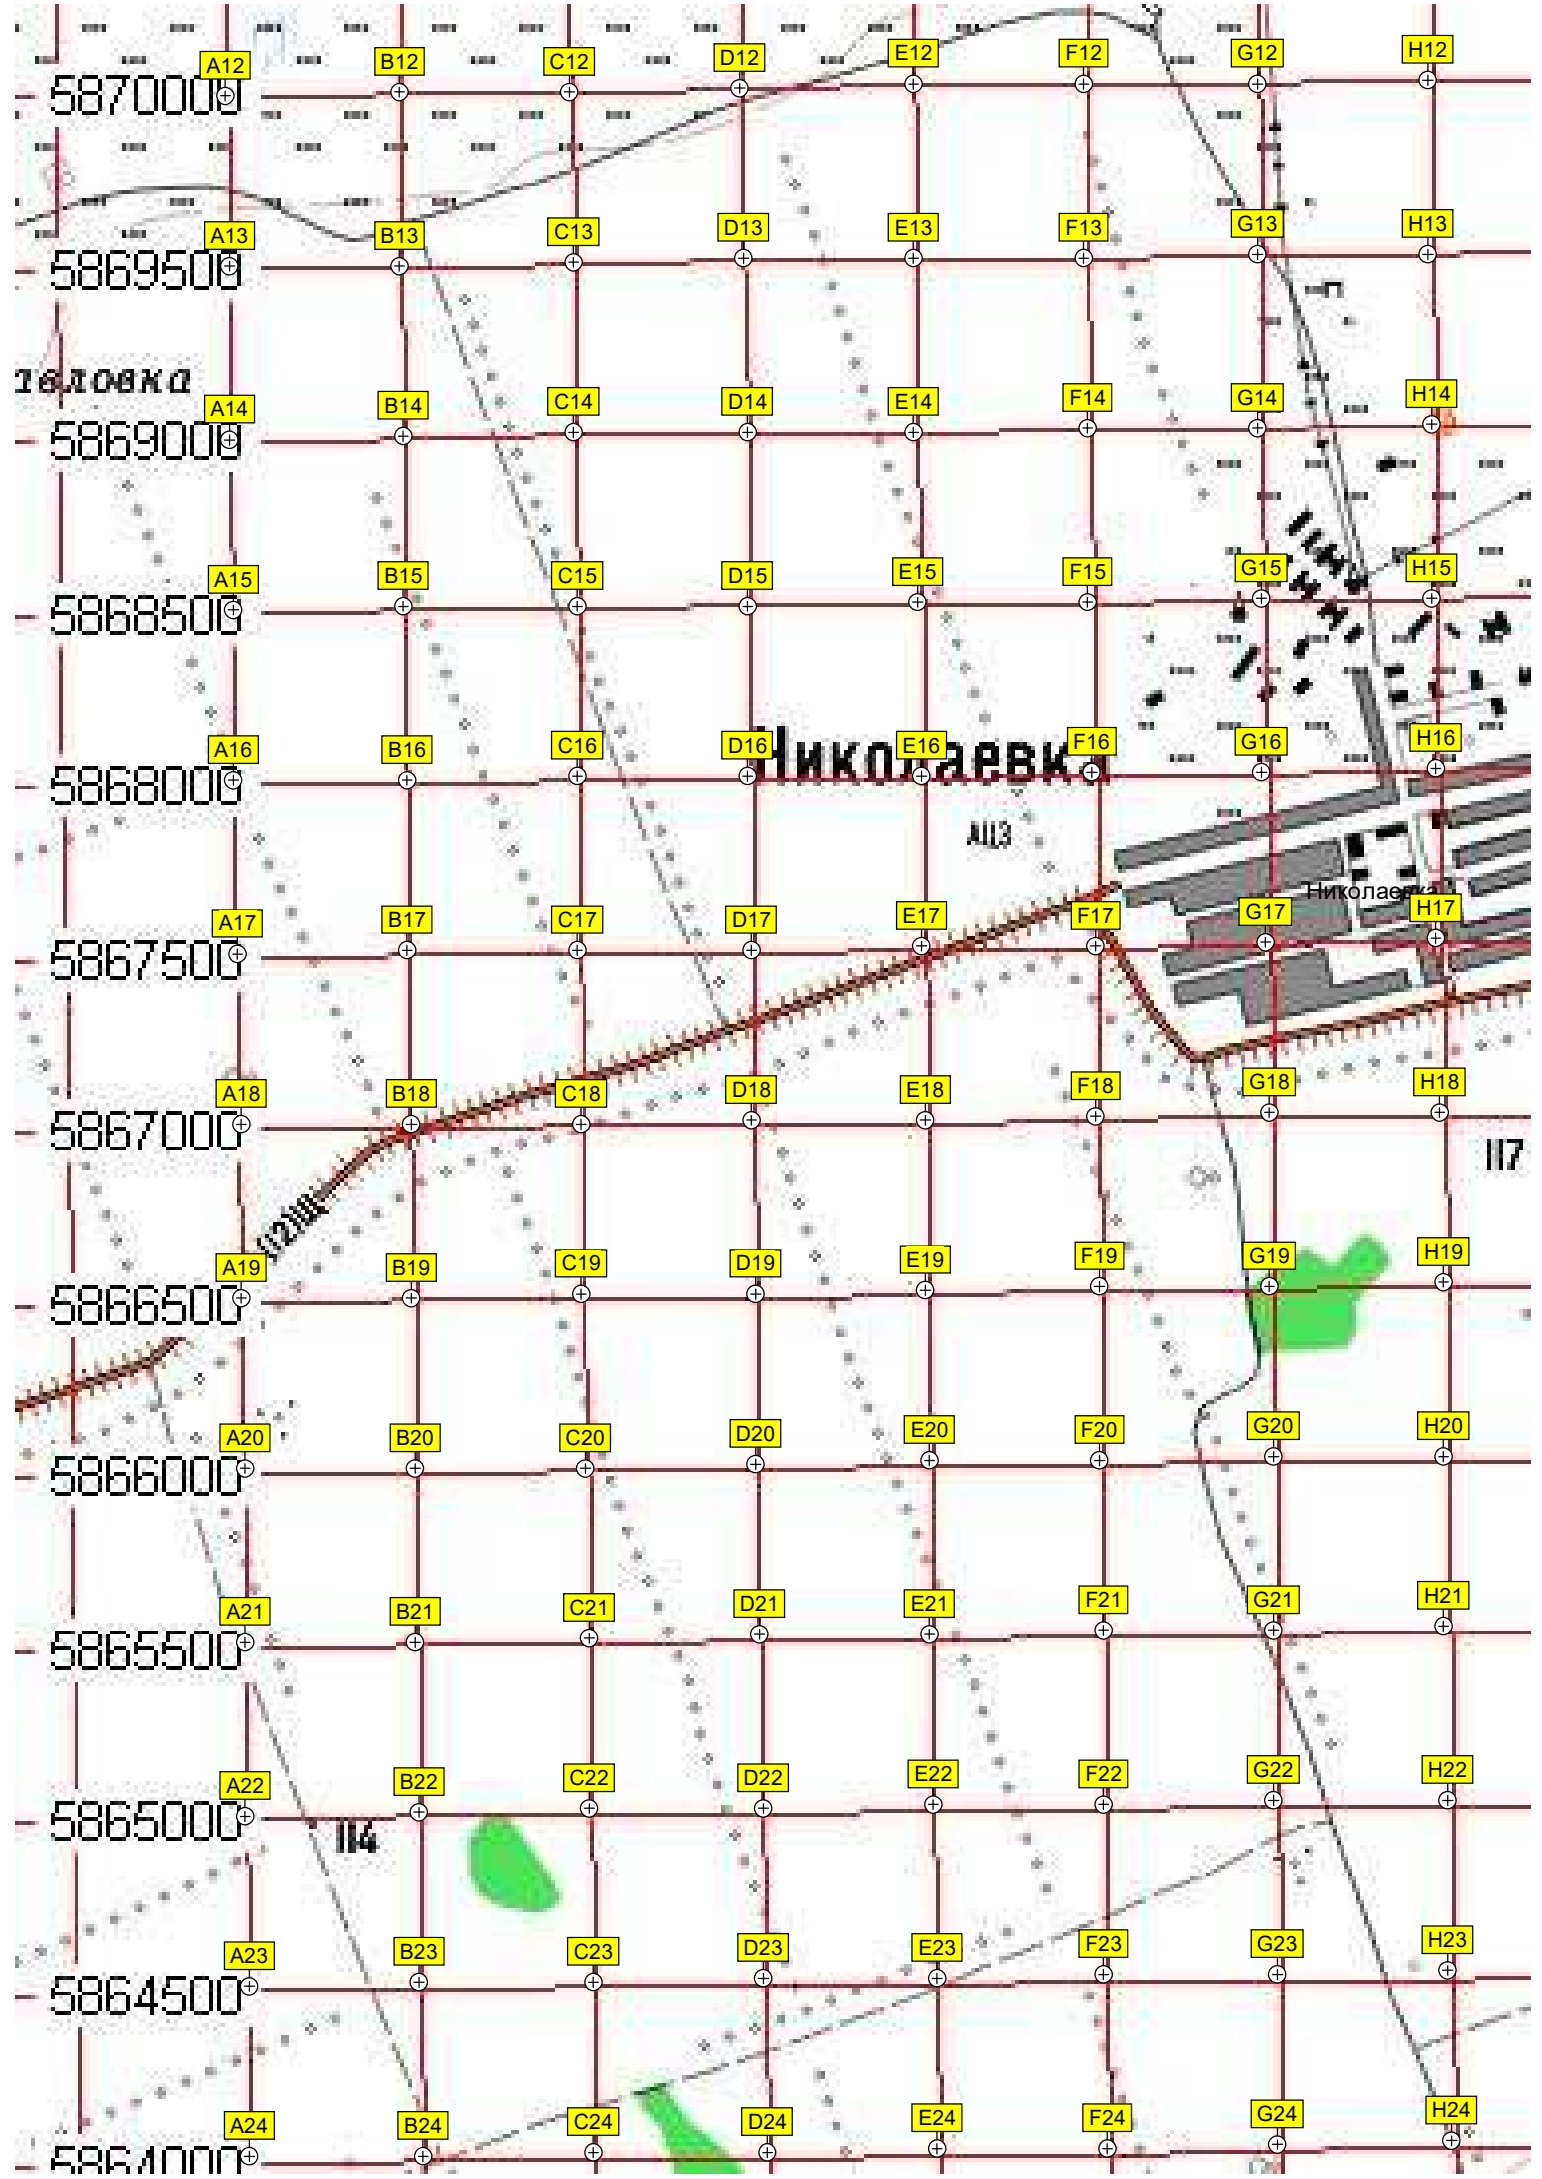 A12 B12 C12 D12 E12 F12 G12 H12
5870000
A13 B13 C13 D13 E13 F13 G13 H13
5869500
A14 B14 C14 D14 E14 F14 G14 H14
5869000
A15 B15 C15 D15 E15 F15 G15 H15
5868500
A16 B16 C16 D16 E16 F16 G16 H16
Николаевка
5868000
Николаевка
A17 B17 C17 D17 E17 F17 G17 H17
5867500
A18 B18 C18 D18 E18 F18 G18 H18
5867000
117
A19 B19 C19 D19 E19 F19 G19 H19
5866500
A20 B20 C20 D20 E20 F20 G20 H20
5866000
A21 B21 C21 D21 E21 F21 G21 H21
5865500
A22 B22 C22 D22 E22 F22 G22 H22
5865000
114
A23 B23 C23 D23 E23 F23 G23 H23
5864500
A24 B24 C24 D24 E24 F24 G24 H24
5864000